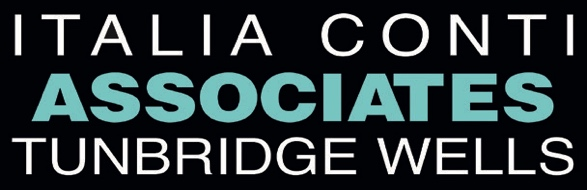 ITALIA CONTI
ASSOCIATES
TUNBRIDGE WELLS